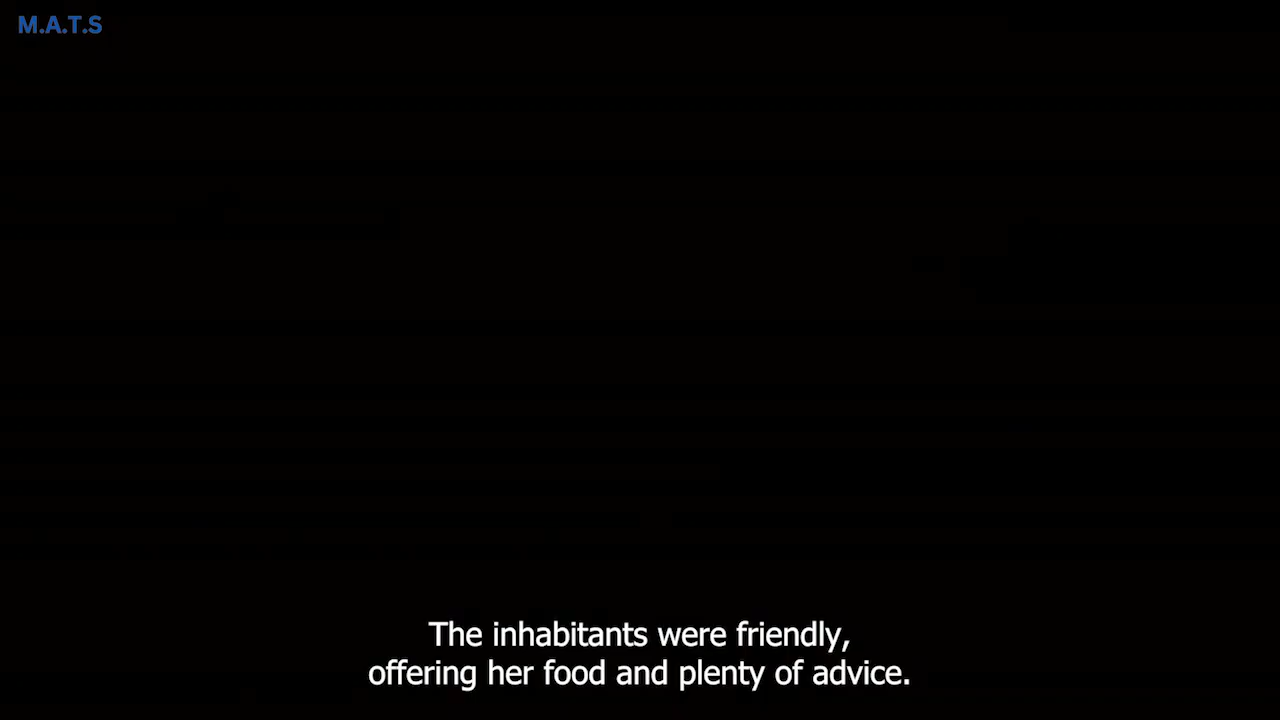 M.A.T.S
The inhabitants were friendly,
offering her food and plenty of advice.